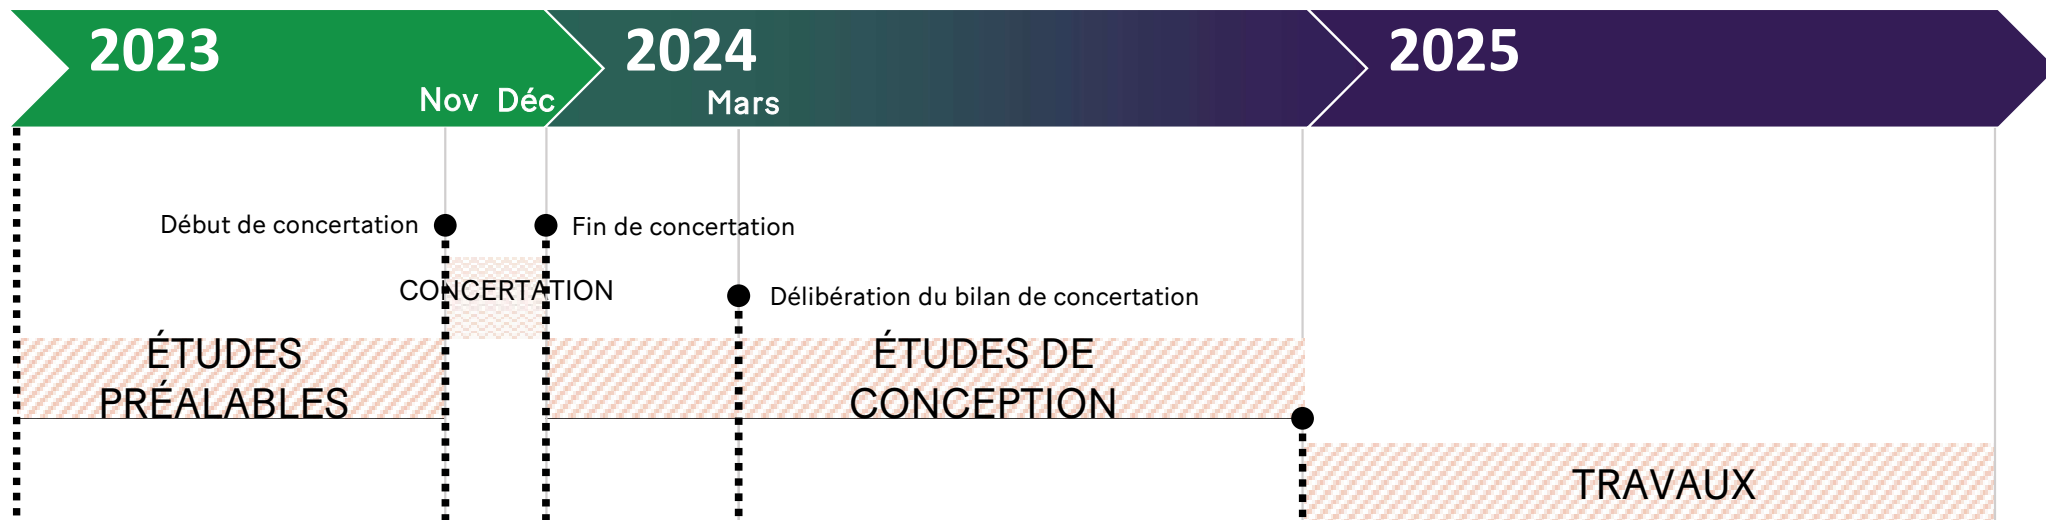 2023
2024
2025
Nov Déc
Mars
Début de concertation
Fin de concertation
CONCERTATION
Délibération du bilan de concertation
ÉTUDES
PRÉALABLES
ÉTUDES DE
CONCEPTION
TRAVAUX